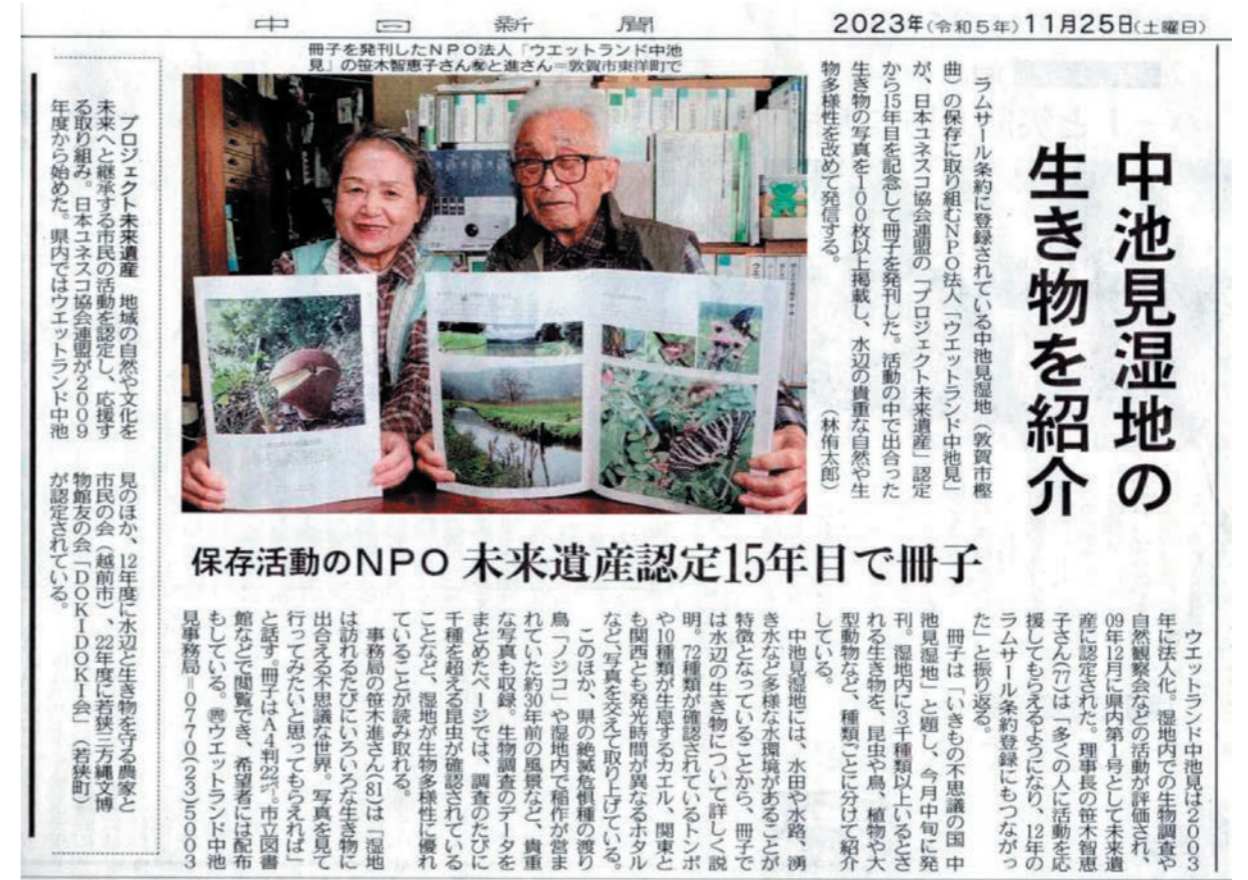 中日新聞
2023年(令和5年)11月25日(土曜日)
中池見湿地の
生き物を紹介
ラムサール条約に登録されている中池見湿地(敦賀市樫
曲)の保存に取り組むNPO法人「ウエットランド中池見」
が、日本ユネスコ協会連盟の「プロジェクト未来遺産」認定
から15年目を記念して冊子を発刊した。活動の中で出合った
生き物の写真を100枚以上掲載し、水辺の貴重な自然や生
物多様性を改めて発信する。
(林侑太郎)
冊子を発刊したNPO法人「ウエットランド中池
見」の笹木智恵子さん㊧と進さん=敦賀市東洋町で
保存活動のNPO 未来遺産認定15年目で冊子
ウエットランド中池見は2003
年に法人化。湿地内での生物調査や
自然観察会などの活動が評価され、
09年12月に県内第1号として未来遺
産に認定された。理事長の笹木智恵
子さん(77)は「多くの人に活動を応
援してもらえるようになり、12年の
ラムサール条約登録にもつながっ
た」と振り返る。
冊子は「いきもの不思議の国 中
池見湿地」と題し、今月中旬に発
刊。湿地内に3千種類以上いるとさ
れる生き物を、昆虫や鳥、植物や大
型動物など、種類ごとに分けて紹介
している。
中池見湿地には、水田や水路、湧
き水など多様な水環境があることが
特徴となっていることから、冊子で
は水辺の生き物について詳しく説
明。72種類が確認されているトンボ
や10種類が生息するカエル、関東と
も関西とも発光時間が異なるホタル
など、写真を交えて取り上げている。
このほか、県の絶滅危惧種の渡り
鳥「ノジコ」や湿地内で稲作が営ま
れていた約30年前の風景など、貴重
な写真も収録。生物調査のデータを
まとめたページでは、調査のたびに
千種を超える昆虫が確認されている
ことなど、湿地が生物多様性に優れ
ていることが読み取れる。
事務局の笹木進さん(81)は「湿地
は訪れるたびにいろいろな生き物に
出合える不思議な世界。写真を見て
行ってみたいと思ってもらえれば」
と話す。冊子はA4判22㌻。市立図書
館などで閲覧でき、希望者には配布
もしている。㉄ウエットランド中池
見事務局=0770(23)5003
プロジェクト未来遺産 地域の自然や文化を
未来へと継承する市民の活動を認定し、応援す
る取り組み。日本ユネスコ協会連盟が2009
年度から始めた。県内ではウエットランド中池
見のほか、12年度に水辺と生き物を守る農家と
市民の会(越前市)、22年度に若狭三方縄文博
物館友の会「DOKIDOKI会」(若狭町)
が認定されている。